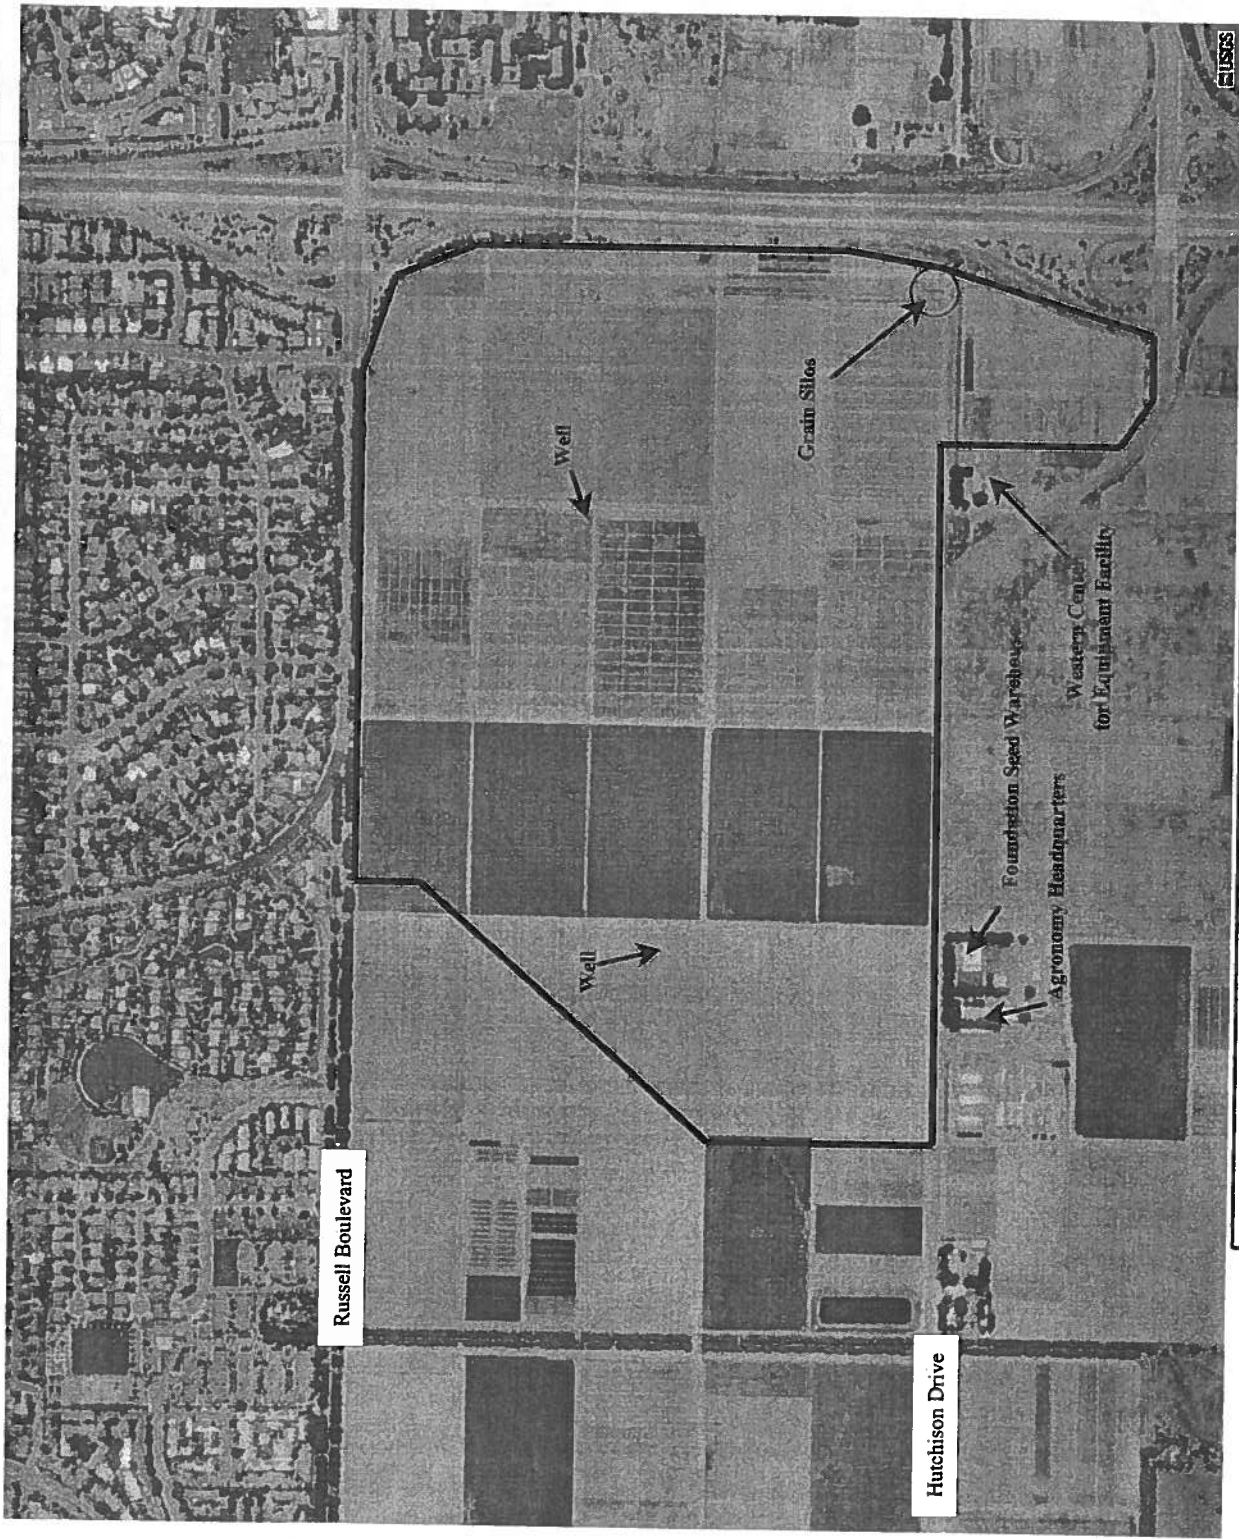 USGS
Well
Grain Silos
Well
Western Center
for Equipment Facility
Foundation Seed Warehouse
Agronomy Headquarters
Russell Boulevard
Hutchison Drive